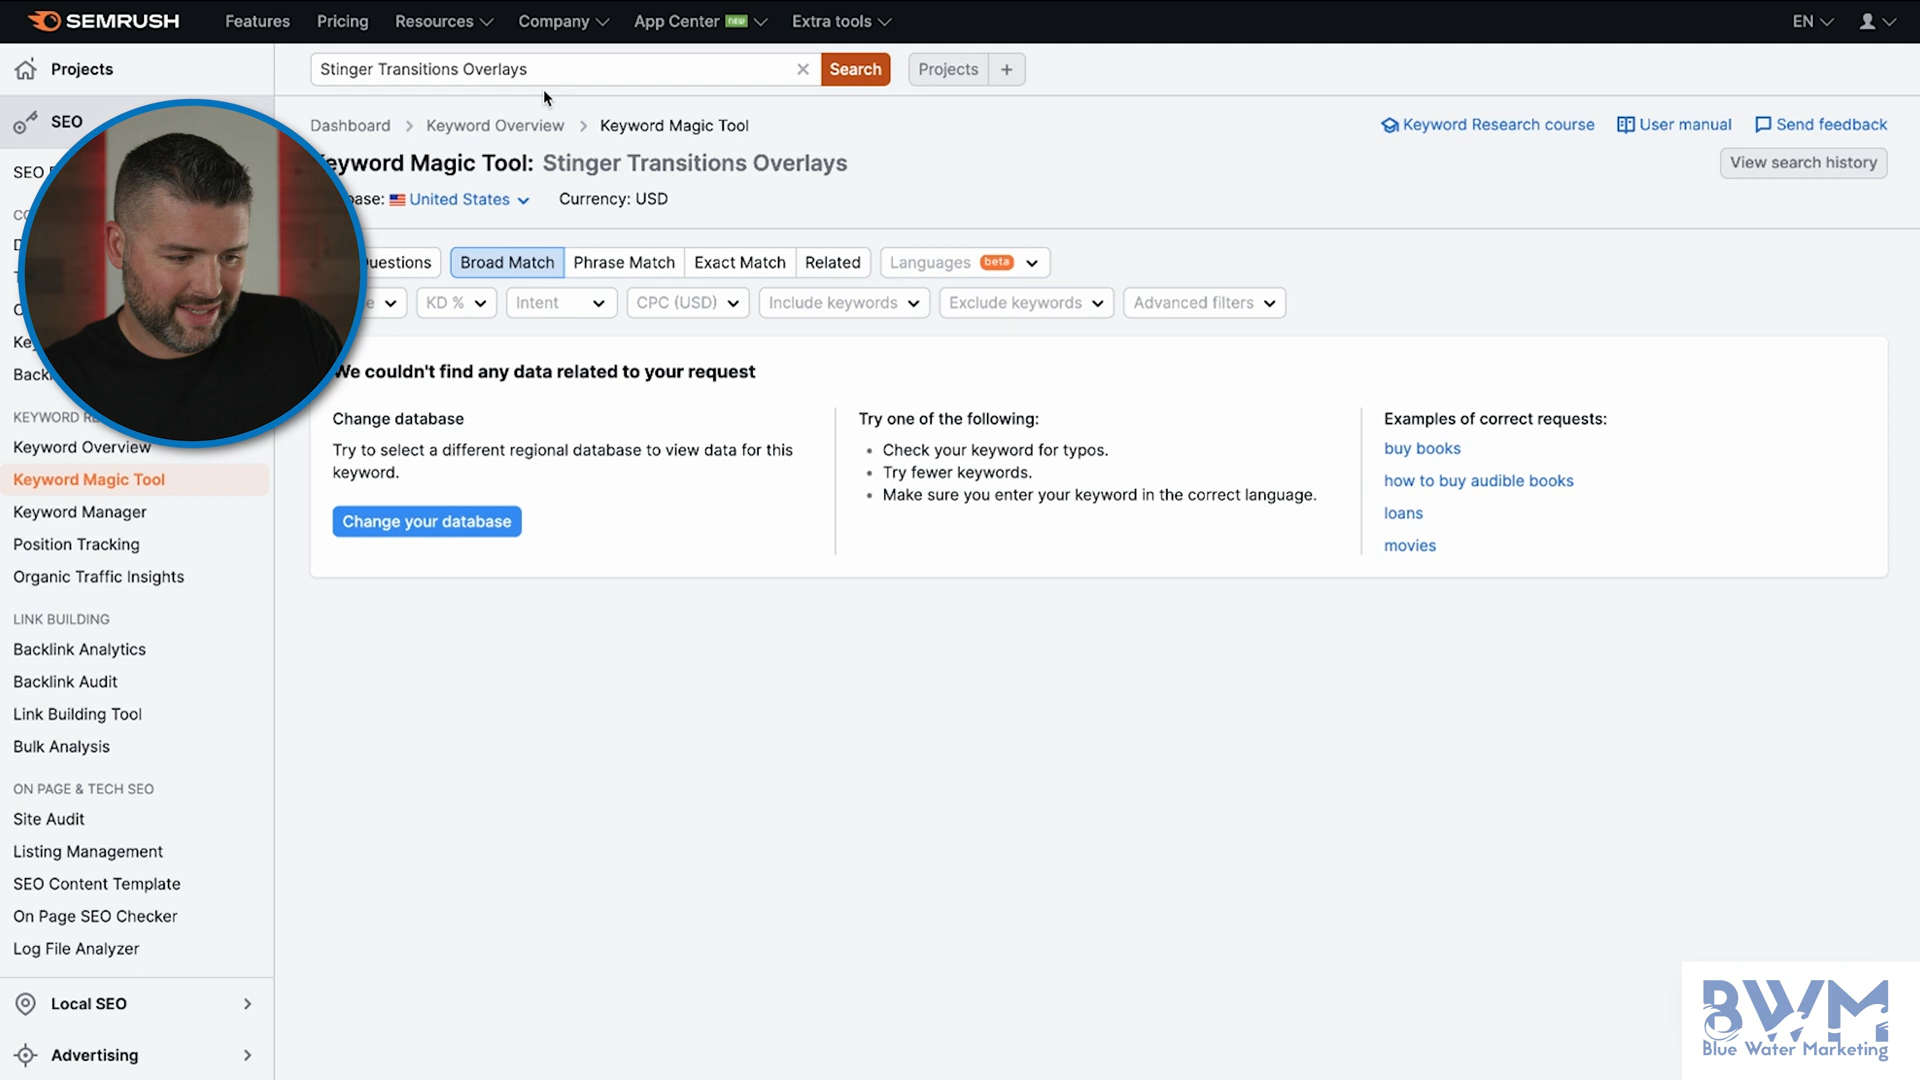 SEMRUSH Features Pricing Resources Company App Center new Extra tools EN
Projects
Stinger Transitions Overlays Search Projects +
SEO
Dashboard > Keyword Overview > Keyword Magic Tool
Keyword Research course User manual Send feedback
Keyword Magic Tool: Stinger Transitions Overlays
View search history
United States Currency: USD
Questions Broad Match Phrase Match Exact Match Related Languages beta
KD % Intent CPC (USD) Include keywords Exclude keywords Advanced filters
We couldn't find any data related to your request
Change database
Try to select a different regional database to view data for this
keyword.
Change your database
Try one of the following:
• Check your keyword for typos.
• Try fewer keywords.
• Make sure you enter your keyword in the correct language.
Examples of correct requests:
buy books
how to buy audible books
loans
movies
SEO
KEYWORD
Keyword Overview
Keyword Magic Tool
Keyword Manager
Position Tracking
Organic Traffic Insights
LINK BUILDING
Backlink Analytics
Backlink Audit
Link Building Tool
Bulk Analysis
ON PAGE & TECH SEO
Site Audit
Listing Management
SEO Content Template
On Page SEO Checker
Log File Analyzer
Local SEO
Advertising
BWM
Blue Water Marketing